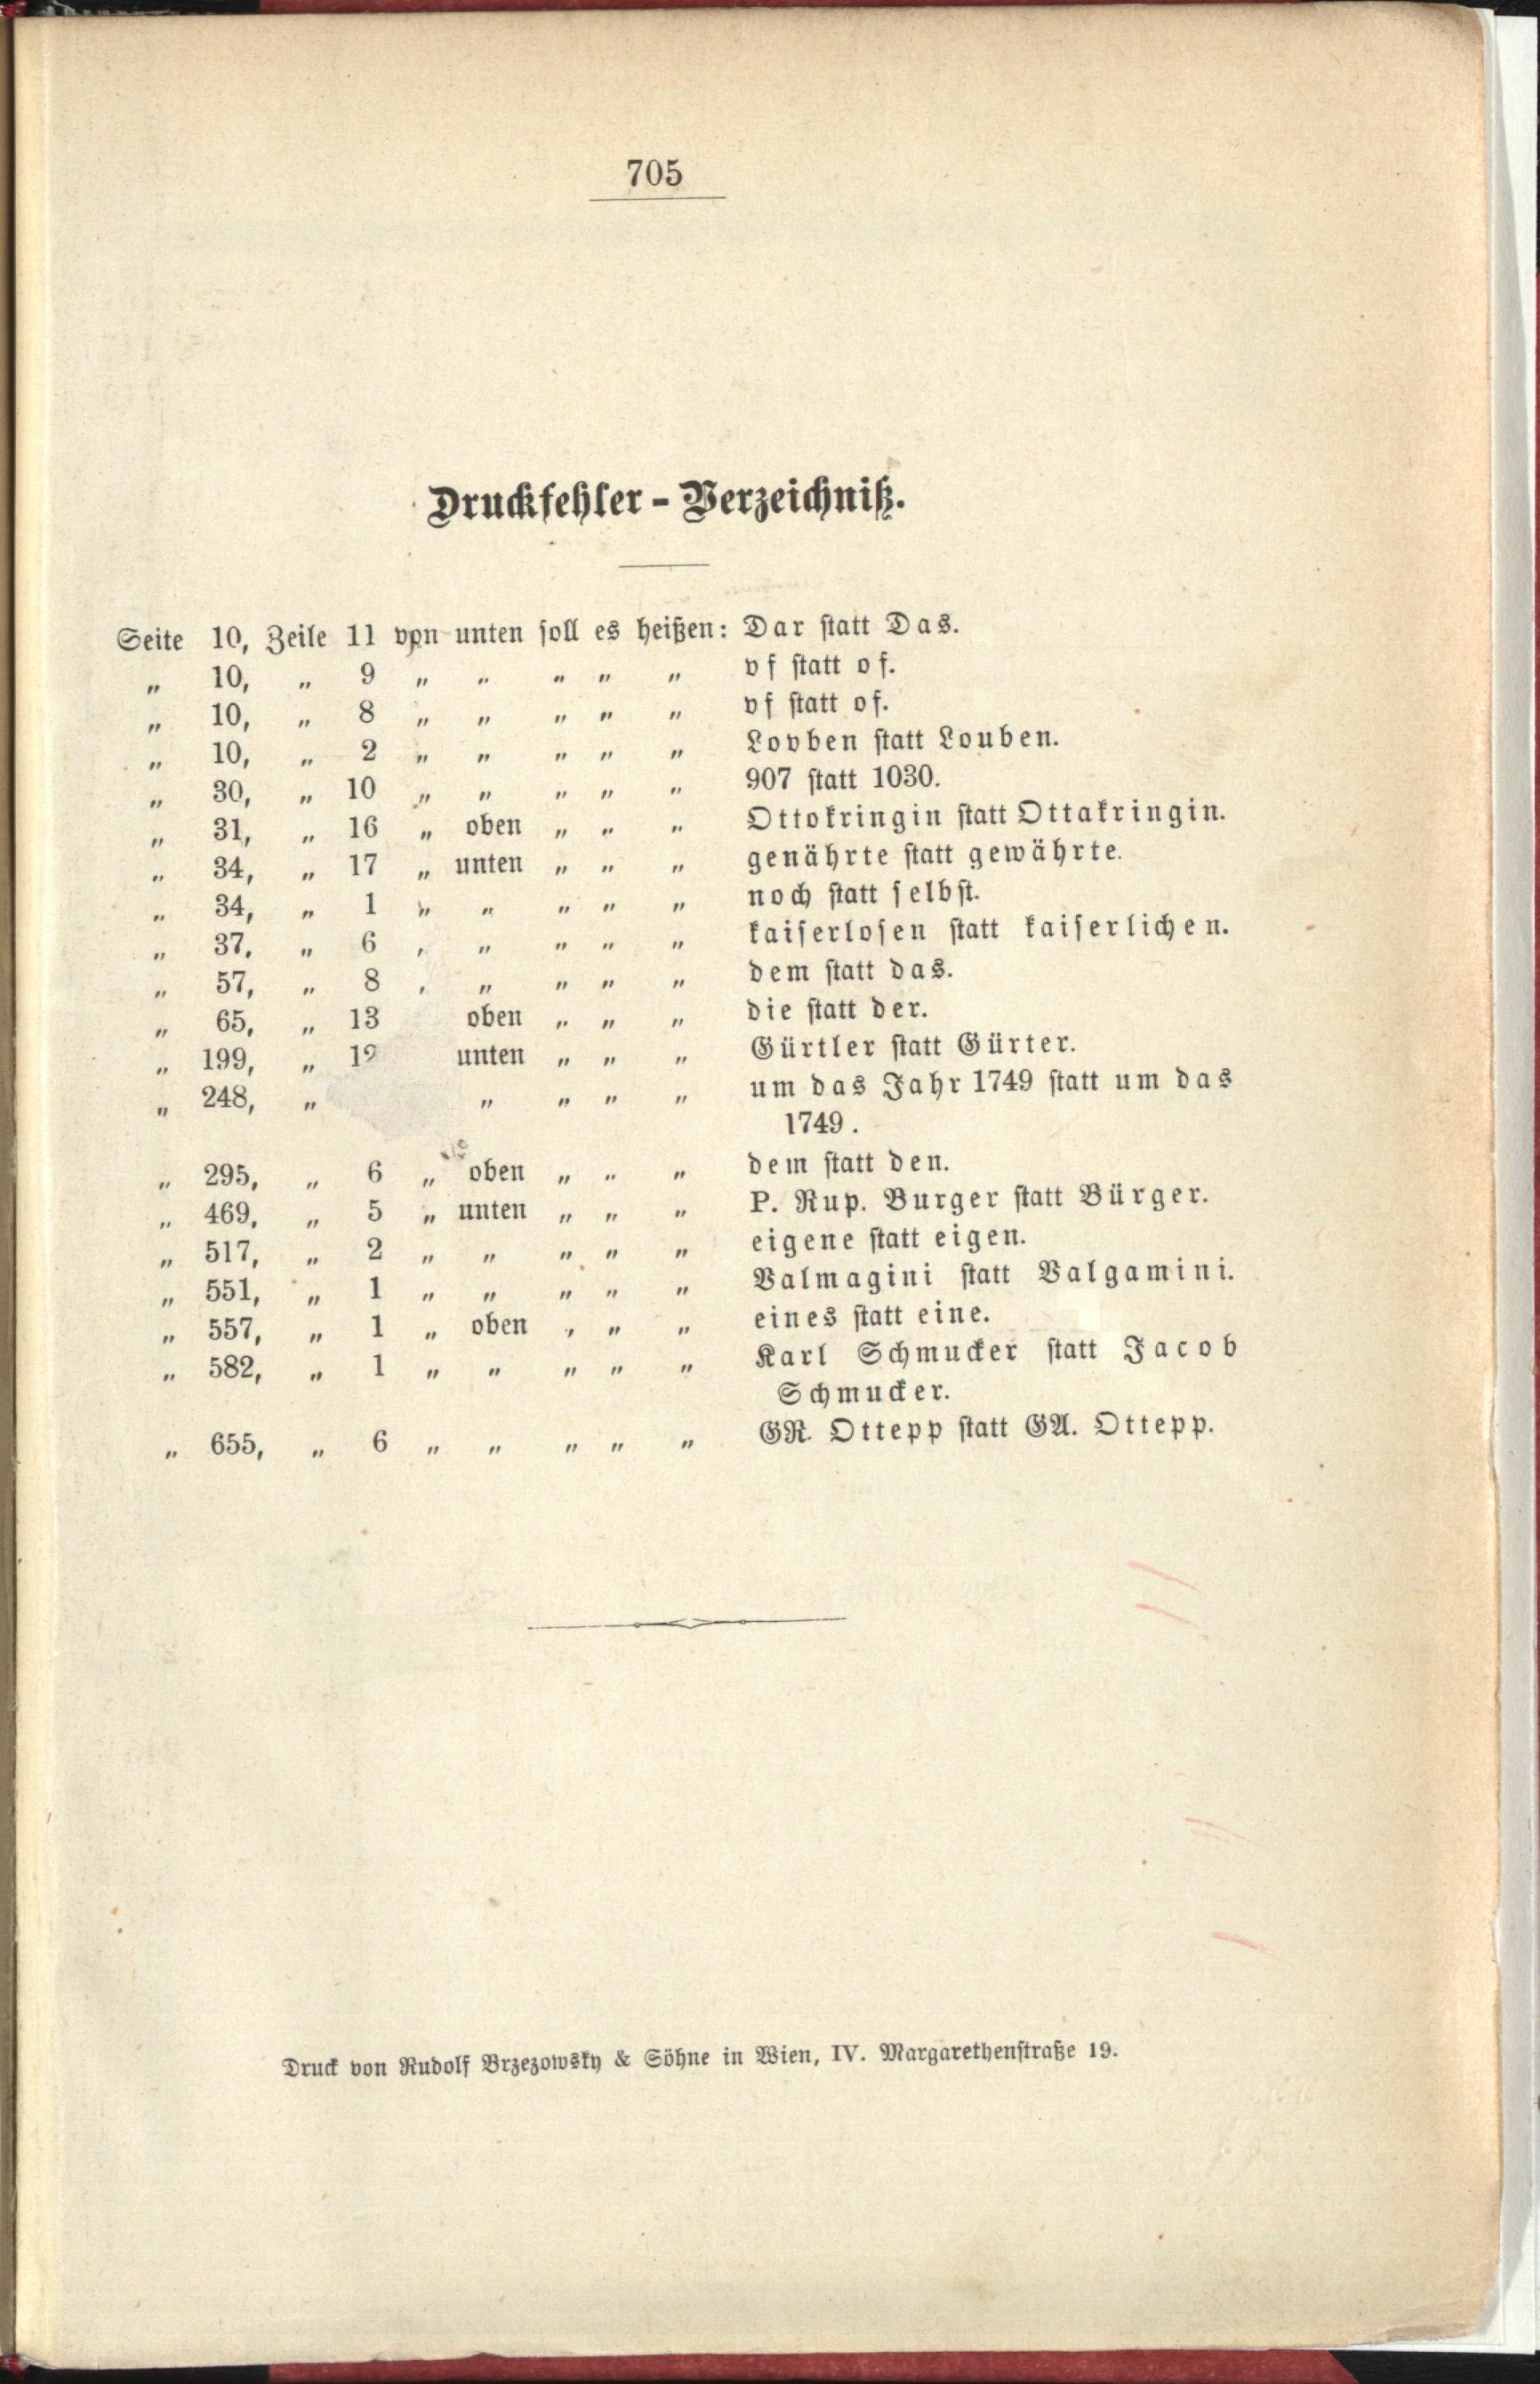 705
Druckfehler-Verzeichniß.
Seite 10, Zeile 11 von unten soll es heißen: Dar statt Das.
„ 10, „ 9 „ „ „ „ „ vf statt of.
„ 10, „ 8 „ „ „ „ „ vf statt of.
„ 10, „ 2 „ „ „ „ „ Lovben statt Louben.
„ 30, „ 10 „ „ „ „ „ 907 statt 1030.
„ 31, „ 16 „ oben „ „ „ Ottokringin statt Ottakringin.
„ 34, „ 17 „ unten „ „ „ genährte statt gewährte.
„ 34, „ 1 „ „ „ „ „ noch statt selbst.
„ 37, „ 6 „ „ „ „ „ kaiserlosen statt kaiserlichen.
„ 57, „ 8 „ „ „ „ „ dem statt das.
„ 65, „ 13 oben „ „ „ die statt der.
„ 199, „ 12 unten „ „ „ Gürtler statt Gürter.
„ 248, „ „ „ „ „ um das Jahr 1749 statt um das
1749.
„ 295, „ 6 „ oben „ „ „ dem statt den.
„ 469, „ 5 „ unten „ „ „ P. Rup. Burger statt Bürger.
„ 517, „ 2 „ „ „ „ „ eigene statt eigen.
„ 551, „ 1 „ „ „ „ „ Valmagini statt Valgamini.
„ 557, „ 1 „ oben „ „ „ eines statt eine.
„ 582, „ 1 „ „ „ „ „ Karl Schmucker statt Jacob
Schmucker.
„ 655, „ 6 „ „ „ „ „ GR. Ottepp statt GA. Ottepp.
Druck von Rudolf Brzezowsky & Söhne in Wien, IV. Margarethenstraße 19.